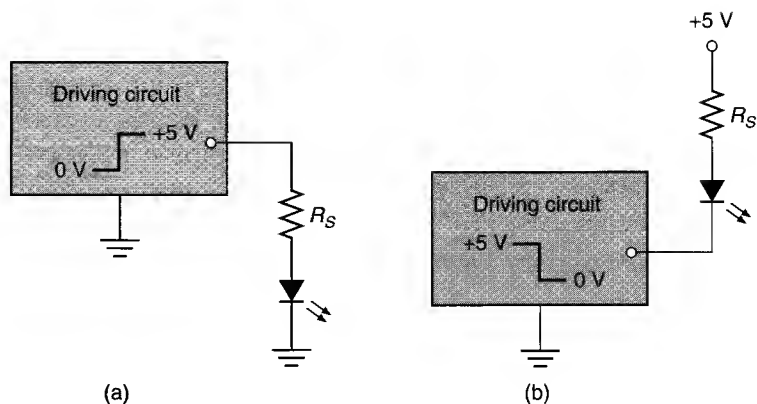 Driving circuit
+5 V
0 V
R_S
(a)
+5 V
R_S
Driving circuit
+5 V
0 V
(b)